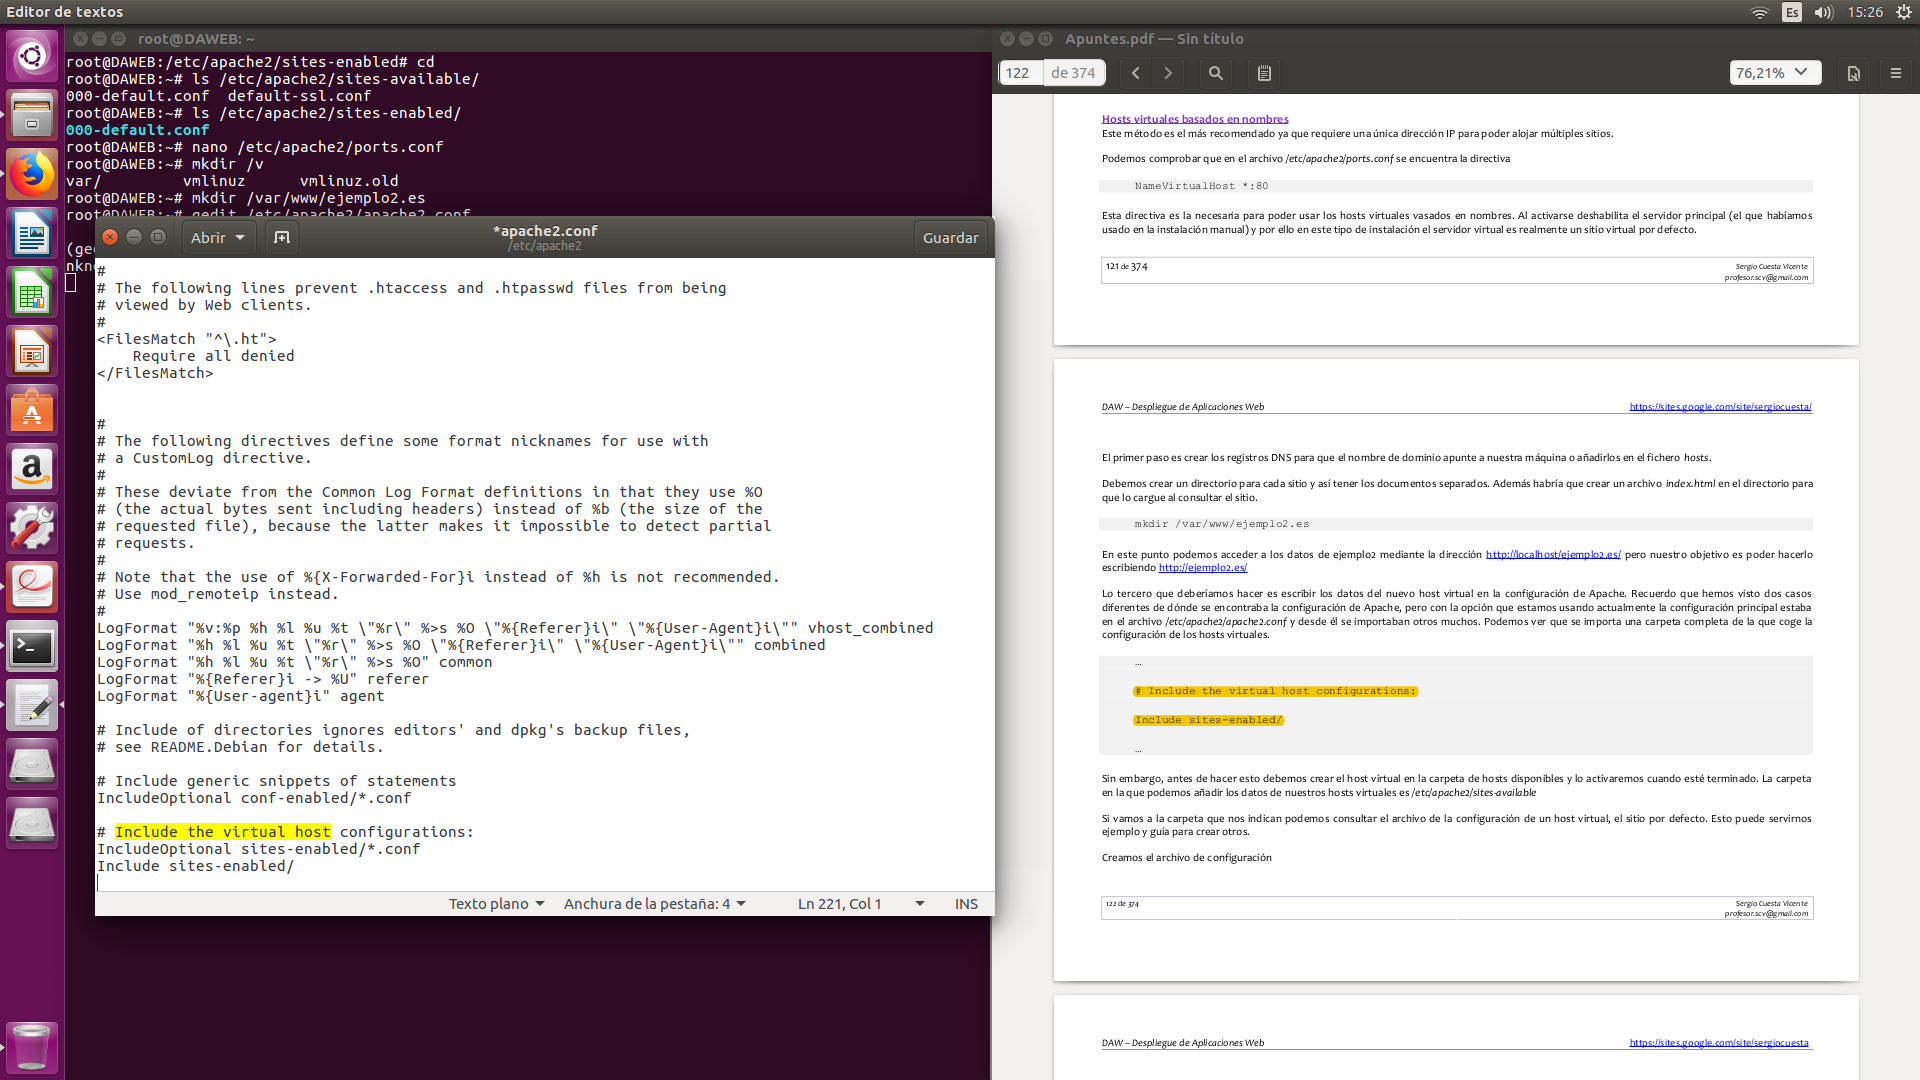 Editor de textos
Es
15:26
root@DAWEB: ~
root@DAWEB:/etc/apache2/sites-enabled# cd
root@DAWEB:~# ls /etc/apache2/sites-available/
000-default.conf  default-ssl.conf
root@DAWEB:~# ls /etc/apache2/sites-enabled/
000-default.conf
root@DAWEB:~# nano /etc/apache2/ports.conf
root@DAWEB:~# mkdir /v
var/         vmlinuz      vmlinuz.old
root@DAWEB:~# mkdir /var/www/ejemplo2.es
root@DAWEB:~# gedit /etc/apache2/apache2.conf
Abrir
*apache2.conf
/etc/apache2
Guardar
#
# The following lines prevent .htaccess and .htpasswd files from being
# viewed by Web clients.
#
<FilesMatch "^\.ht">
    Require all denied
</FilesMatch>
#
# The following directives define some format nicknames for use with
# a CustomLog directive.
#
# These deviate from the Common Log Format definitions in that they use %O
# (the actual bytes sent including headers) instead of %b (the size of the
# requested file), because the latter makes it impossible to detect partial
# requests.
#
# Note that the use of %{X-Forwarded-For}i instead of %h is not recommended.
# Use mod_remoteip instead.
#
LogFormat "%v:%p %h %l %u %t \"%r\" %>s %O \"%{Referer}i\" \"%{User-Agent}i\"" vhost_combined
LogFormat "%h %l %u %t \"%r\" %>s %O \"%{Referer}i\" \"%{User-Agent}i\"" combined
LogFormat "%h %l %u %t \"%r\" %>s %O" common
LogFormat "%{Referer}i -> %U" referer
LogFormat "%{User-agent}i" agent
# Include of directories ignores editors' and dpkg's backup files,
# see README.Debian for details.
# Include generic snippets of statements
IncludeOptional conf-enabled/*.conf
# Include the virtual host configurations:
IncludeOptional sites-enabled/*.conf
Include sites-enabled/
Texto plano
Anchura de la pestaña: 4
Ln 221, Col 1
INS
Apuntes.pdf — Sin título
122 de 374
76,21%
Hosts virtuales basados en nombres
Este método es el más recomendado ya que requiere una única dirección IP para poder alojar múltiples sitios.
Podemos comprobar que en el archivo /etc/apache2/ports.conf se encuentra la directiva
NameVirtualHost *:80
Esta directiva es la necesaria para poder usar los hosts virtuales vasados en nombres. Al activarse deshabilita el servidor principal (el que habíamos
usado en la instalación manual) y por ello en este tipo de instalación el servidor virtual es realmente un sitio virtual por defecto.
121 de 374
Sergio Cuesta Vicente
profesor.scv@gmail.com
DAW – Despliegue de Aplicaciones Web
https://sites.google.com/site/sergiocuesta/
El primer paso es crear los registros DNS para que el nombre de dominio apunte a nuestra máquina o añadirlos en el fichero hosts.
Debemos crear un directorio para cada sitio y así tener los documentos separados. Además habría que crear un archivo index.html en el directorio para
que lo cargue al consultar el sitio.
mkdir /var/www/ejemplo2.es
En este punto podemos acceder a los datos de ejemplo2 mediante la dirección http://localhost/ejemplo2.es/ pero nuestro objetivo es poder hacerlo
escribiendo http://ejemplo2.es/
Lo tercero que deberíamos hacer es escribir los datos del nuevo host virtual en la configuración de Apache. Recuerdo que hemos visto dos casos
diferentes de dónde se encontraba la configuración de Apache, pero con la opción que estamos usando actualmente la configuración principal estaba
en el archivo /etc/apache2/apache2.conf y desde él se importaban otros muchos. Podemos ver que se importa una carpeta completa de la que coge la
configuración de los hosts virtuales.
…
# Include the virtual host configurations:
Include sites-enabled/
…
Sin embargo, antes de hacer esto debemos crear el host virtual en la carpeta de hosts disponibles y lo activaremos cuando esté terminado. La carpeta
en la que podemos añadir los datos de nuestros hosts virtuales es /etc/apache2/sites-available
Si vamos a la carpeta que nos indican podemos consultar el archivo de la configuración de un host virtual, el sitio por defecto. Esto puede servirnos
ejemplo y guía para crear otros.
Creamos el archivo de configuración
122 de 374
Sergio Cuesta Vicente
profesor.scv@gmail.com
DAW – Despliegue de Aplicaciones Web
https://sites.google.com/site/sergiocuesta